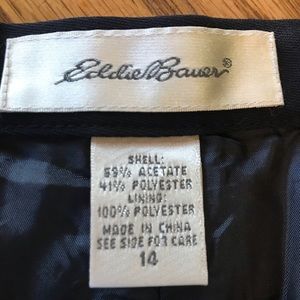 Eddie Bauer®
SHELL:
59% ACETATE
41% POLYESTER
LINING:
100% POLYESTER
MADE IN CHINA
SEE SIDE FOR CARE
14